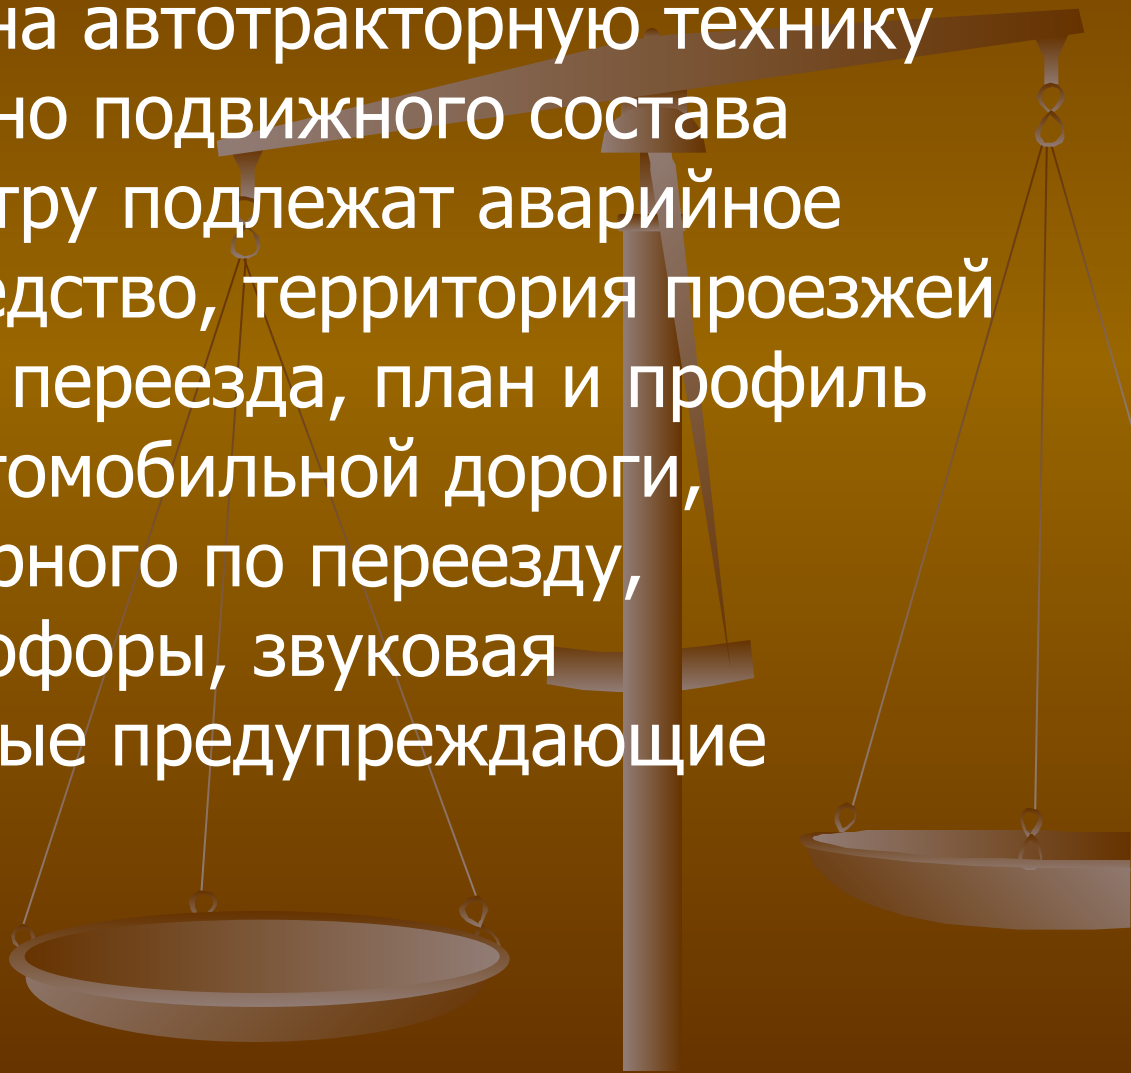 на автотракторную технику
но подвижного состава
тру подлежат аварийное
едство, территория проезжей
переезда, план и профиль
томобильной дороги,
рного по переезду,
офоры, звуковая
ые предупреждающие